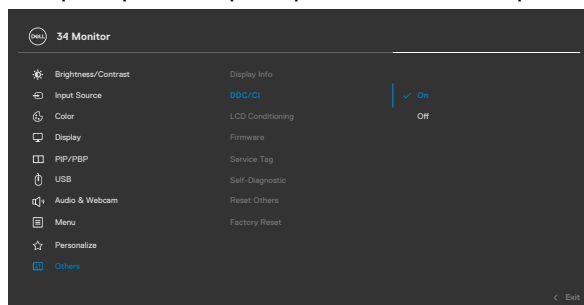 DELL 34 Monitor
Brightness/Contrast Display Info
Input Source DDC/CI On
Color LCD Conditioning Off
Display Firmware
PIP/PBP Service Tag
USB Self-Diagnostic
Audio & Webcam Reset Others
Menu Factory Reset
Personalize
Others
Exit